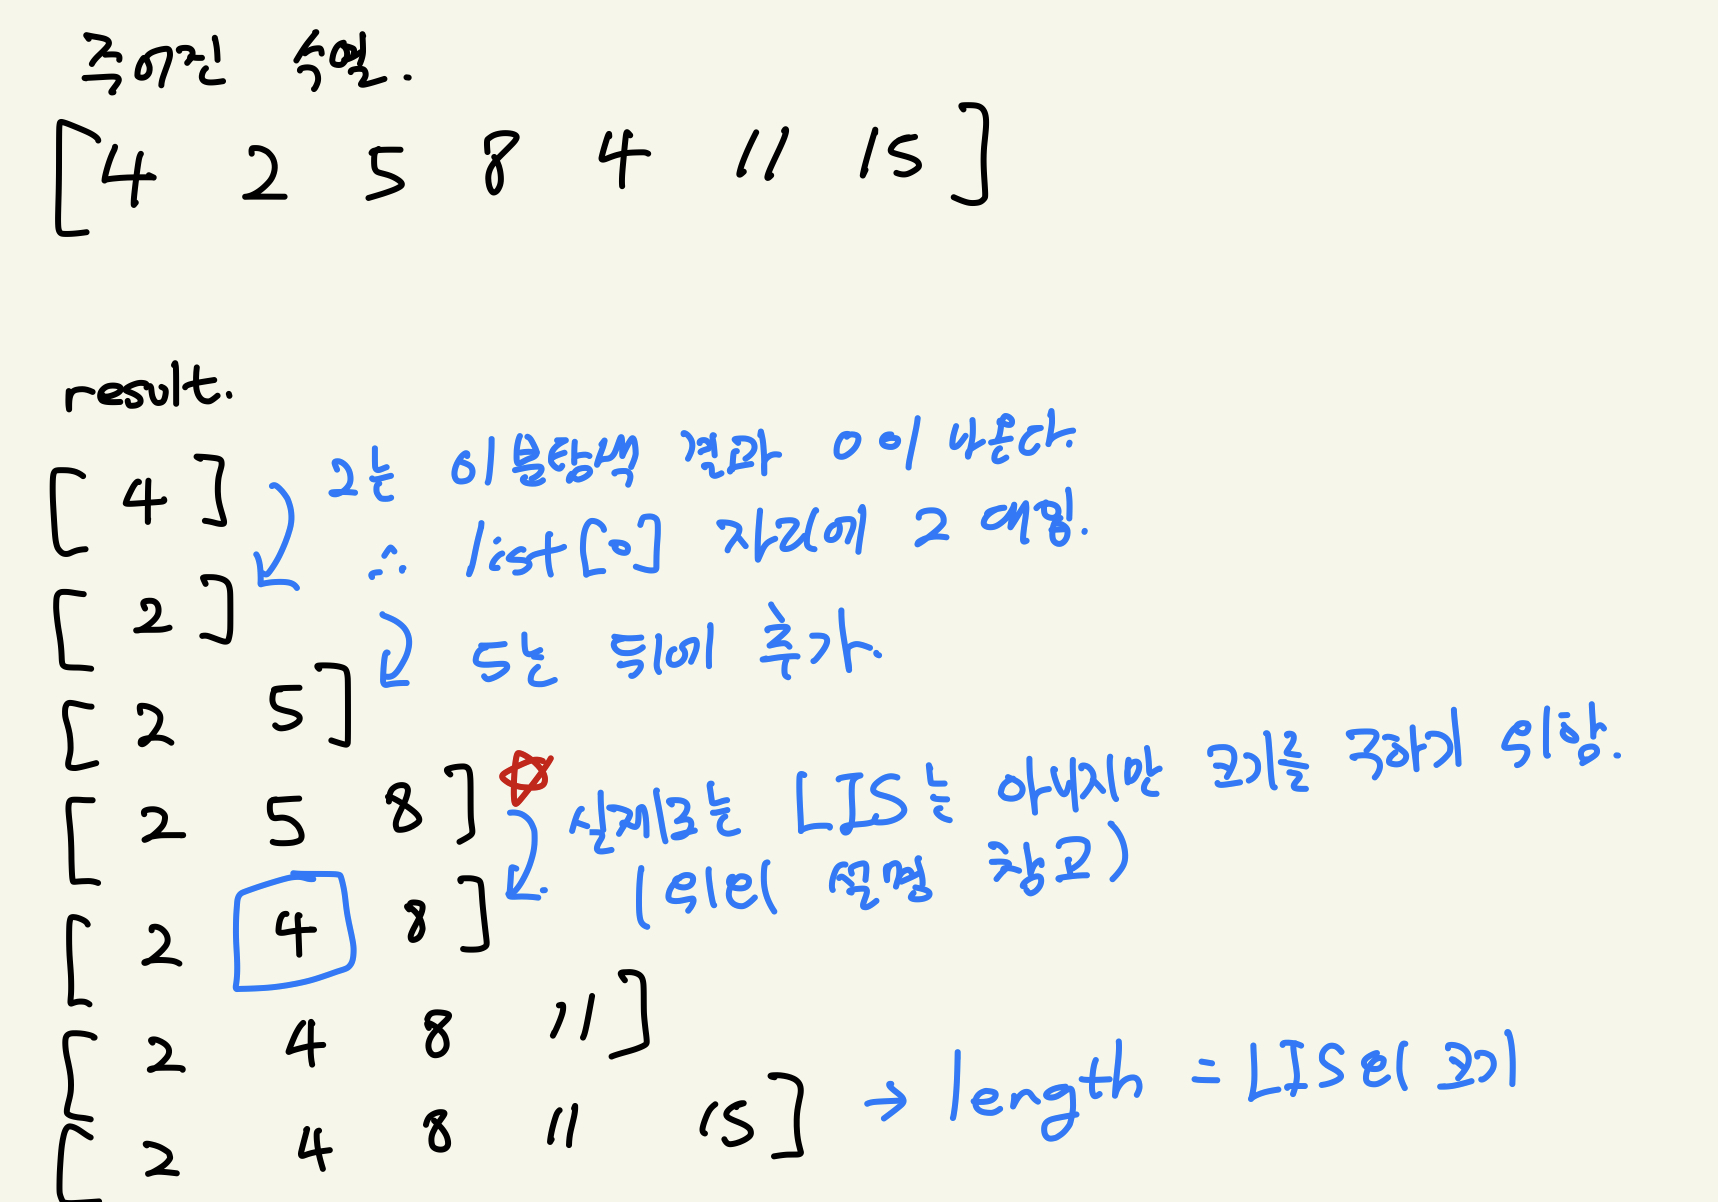 주어진 수열.
[4 2 5 8 4 11 15]
result.
[4]
2는 이분탐색 결과 0이 나온다.
∴ list[0] 자리에 2 대입.
[2]
5는 뒤에 추가.
[2 5]
[2 5 8]
실제로는 LIS는 아니지만 크기를 구하기 위함.
(위의 설명 참고)
[2 4 8]
[2 4 8 11]
[2 4 8 11 15] → length = LIS의 크기